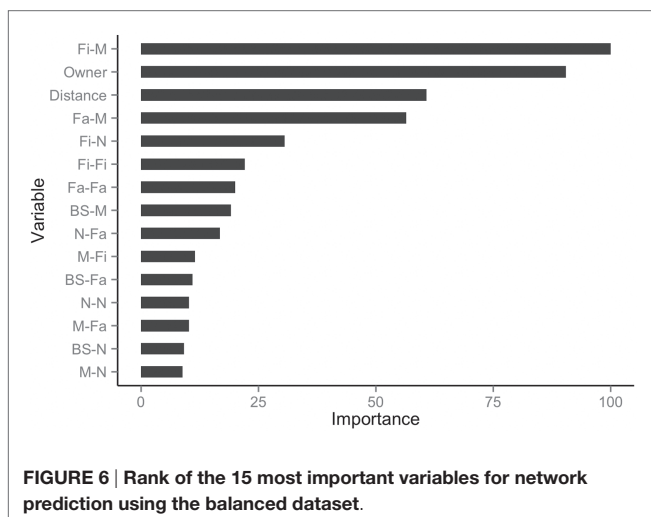 Fi-M
Owner
Distance
Fa-M
Fi-N
Fi-Fi
Fa-Fa
BS-M
N-Fa
M-Fi
BS-Fa
N-N
M-Fa
BS-N
M-N
Variable
0 25 50 75 100
Importance
FIGURE 6 | Rank of the 15 most important variables for network
prediction using the balanced dataset.